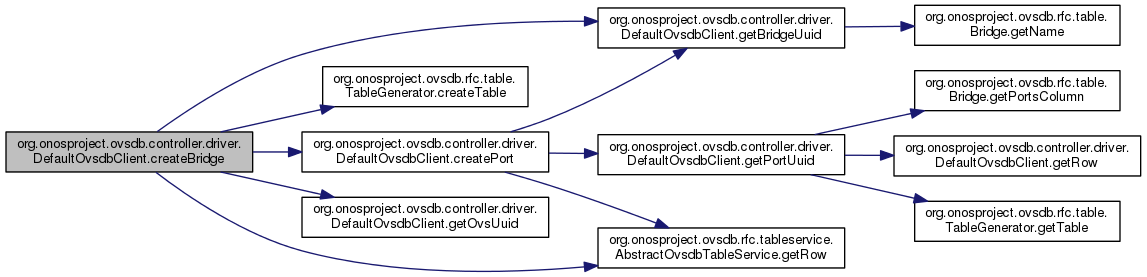 org.onosproject.ovsdb.controller.driver.
DefaultOvsdbClient.createBridge
org.onosproject.ovsdb.rfc.table.
TableGenerator.createTable
org.onosproject.ovsdb.controller.driver.
DefaultOvsdbClient.createPort
org.onosproject.ovsdb.controller.driver.
DefaultOvsdbClient.getOvsUuid
org.onosproject.ovsdb.controller.driver.
DefaultOvsdbClient.getBridgeUuid
org.onosproject.ovsdb.controller.driver.
DefaultOvsdbClient.getPortUuid
org.onosproject.ovsdb.rfc.tableservice.
AbstractOvsdbTableService.getRow
org.onosproject.ovsdb.rfc.table.
Bridge.getName
org.onosproject.ovsdb.rfc.table.
Bridge.getPortsColumn
org.onosproject.ovsdb.controller.driver.
DefaultOvsdbClient.getRow
org.onosproject.ovsdb.rfc.table.
TableGenerator.getTable